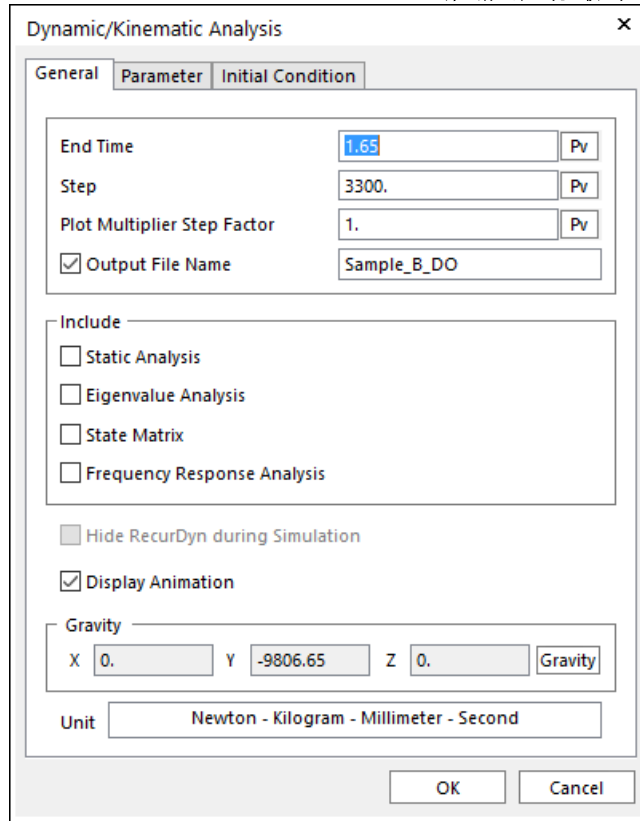 Dynamic/Kinematic Analysis
General Parameter Initial Condition
End Time 1.65 Pv
Step 3300. Pv
Plot Multiplier Step Factor 1. Pv
Output File Name Sample_B_DO
Include
Static Analysis
Eigenvalue Analysis
State Matrix
Frequency Response Analysis
Hide RecurDyn during Simulation
Display Animation
Gravity
X 0. Y -9806.65 Z 0. Gravity
Unit Newton - Kilogram - Millimeter - Second
OK Cancel